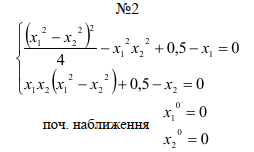 №2
(x₁² − x₂²)²/4 − x₁²x₂² + 0,5 − x₁ = 0
x₁x₂(x₁² − x₂²) + 0,5 − x₂ = 0
поч. наближення x₁⁰ = 0
x₂⁰ = 0